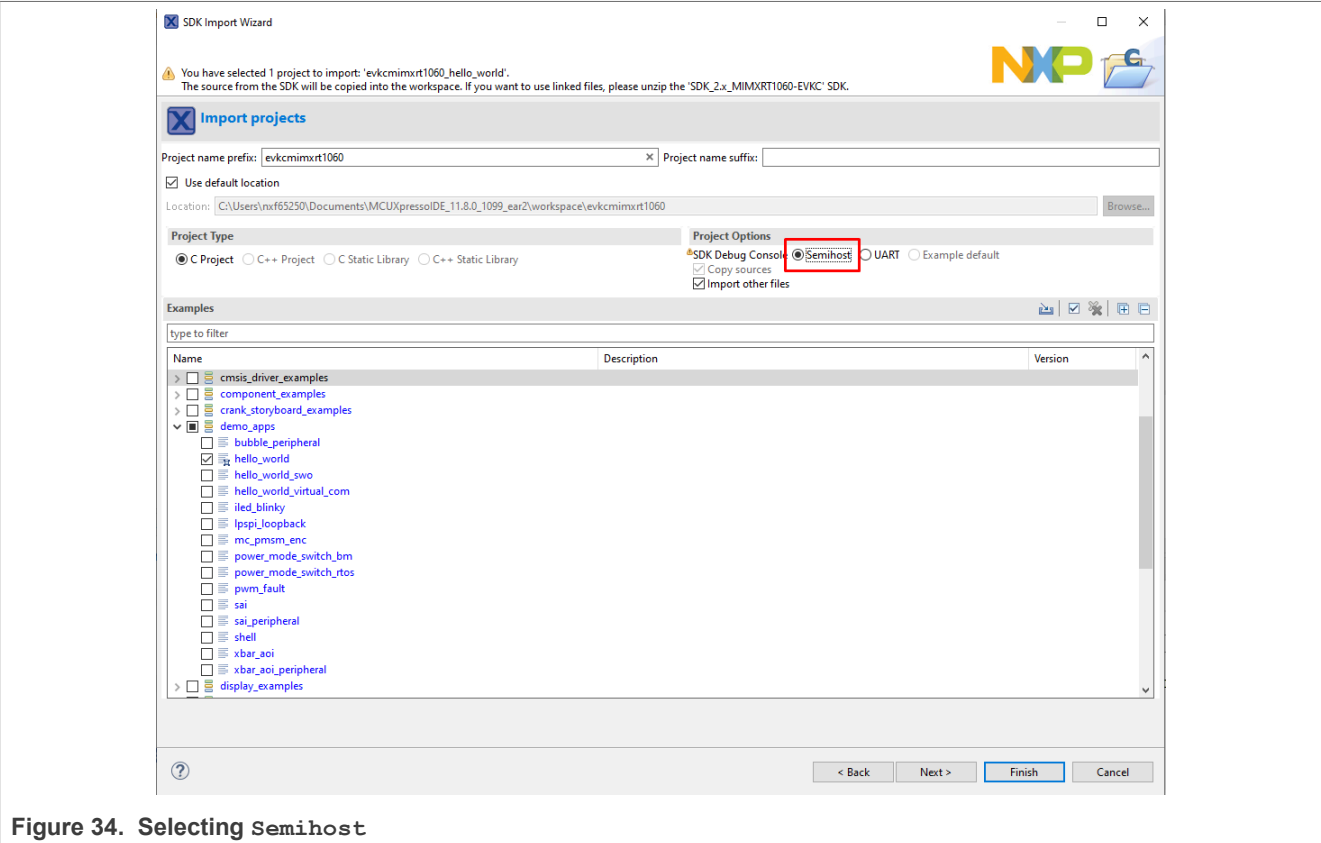 SDK Import Wizard
You have selected 1 project to import: 'evkcmimxrt1060_hello_world'.
The source from the SDK will be copied into the workspace. If you want to use linked files, please unzip the 'SDK_2.x_MIMXRT1060-EVKC' SDK.
NXP
Import projects
Project name prefix: evkcmimxrt1060 Project name suffix:
Use default location
Location: C:\Users\nxf65250\Documents\MCUXpressoIDE_11.8.0_1099_ear2\workspace\evkcmimxrt1060 Browse...
Project Type Project Options
C Project C++ Project C Static Library C++ Static Library
SDK Debug Console Semihost UART Example default
Copy sources
Import other files
Examples
type to filter
Name Description Version
cmsis_driver_examples
component_examples
crank_storyboard_examples
demo_apps
bubble_peripheral
hello_world
hello_world_swo
hello_world_virtual_com
iled_blinky
lpspi_loopback
mc_pmsm_enc
power_mode_switch_bm
power_mode_switch_rtos
pwm_fault
sai
sai_peripheral
shell
xbar_aoi
xbar_aoi_peripheral
display_examples
< Back Next > Finish Cancel
Figure 34. Selecting Semihost